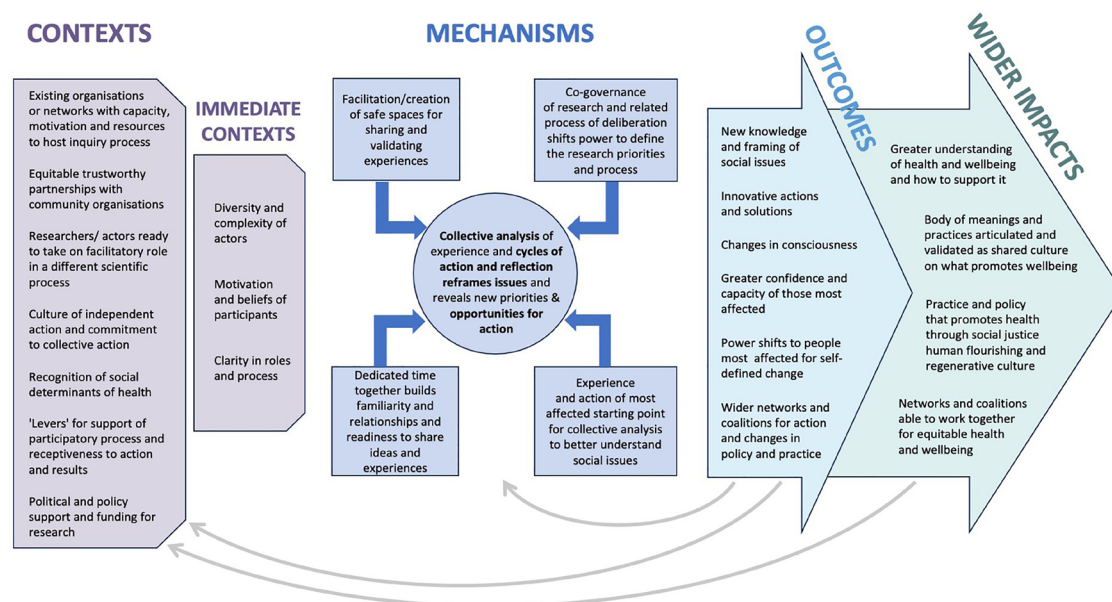 CONTEXTS
Existing organisations
or networks with capacity,
motivation and resources
to host inquiry process
Equitable trustworthy
partnerships with
community organisations
Researchers/ actors ready
to take on facilitatory role
in a different scientific
process
Culture of independent
action and commitment
to collective action
Recognition of social
determinants of health
'Levers' for support of
participatory process and
receptiveness to action
and results
Political and policy
support and funding for
research
IMMEDIATE
CONTEXTS
Diversity and
complexity of
actors
Motivation
and beliefs of
participants
Clarity in roles
and process
MECHANISMS
Facilitation/creation
of safe spaces for
sharing and
validating
experiences
Co-governance
of research and related
process of deliberation
shifts power to define
the research priorities
and process
Collective analysis of
experience and cycles of
action and reflection
reframes issues and
reveals new priorities &
opportunities for
action
Dedicated time
together builds
familiarity and
relationships and
readiness to share
ideas and
experiences
Experience
and action of most
affected starting point
for collective analysis
to better understand
social issues
OUTCOMES
New knowledge
and framing of
social issues
Innovative actions
and solutions
Changes in consciousness
Greater confidence and
capacity of those most
affected
Power shifts to people
most affected for self-
defined change
Wider networks and
coalitions for action
and changes in
policy and practice
WIDER IMPACTS
Greater understanding
of health and wellbeing
and how to support it
Body of meanings and
practices articulated and
validated as shared culture
on what promotes wellbeing
Practice and policy
that promotes health
through social justice
human flourishing and
regenerative culture
Networks and coalitions
able to work together
for equitable health
and wellbeing